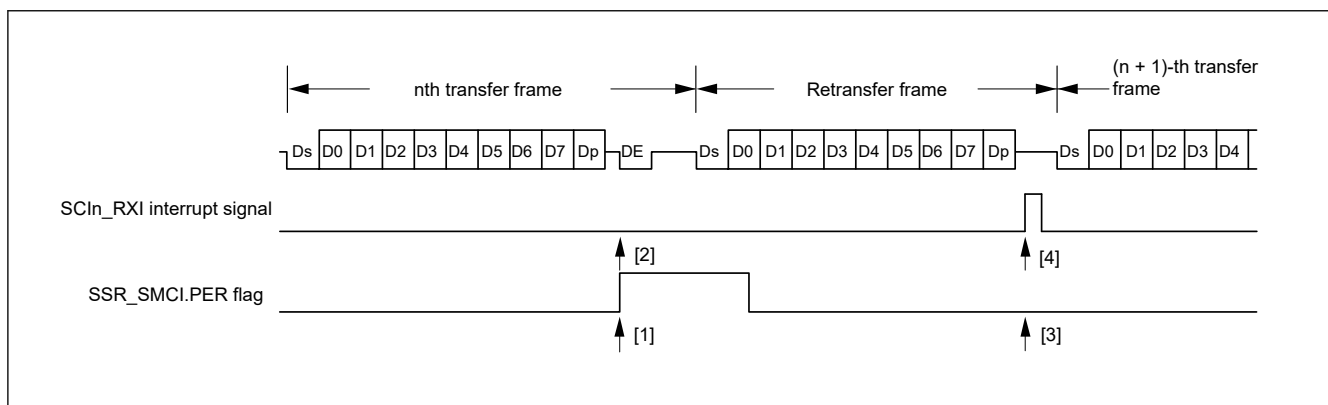 nth transfer frame
Retransfer frame
(n + 1)-th transfer
frame
Ds D0 D1 D2 D3 D4 D5 D6 D7 Dp DE Ds D0 D1 D2 D3 D4 D5 D6 D7 Dp Ds D0 D1 D2 D3 D4
SCIn_RXI interrupt signal
[2] [4]
SSR_SMCI.PER flag
[1] [3]